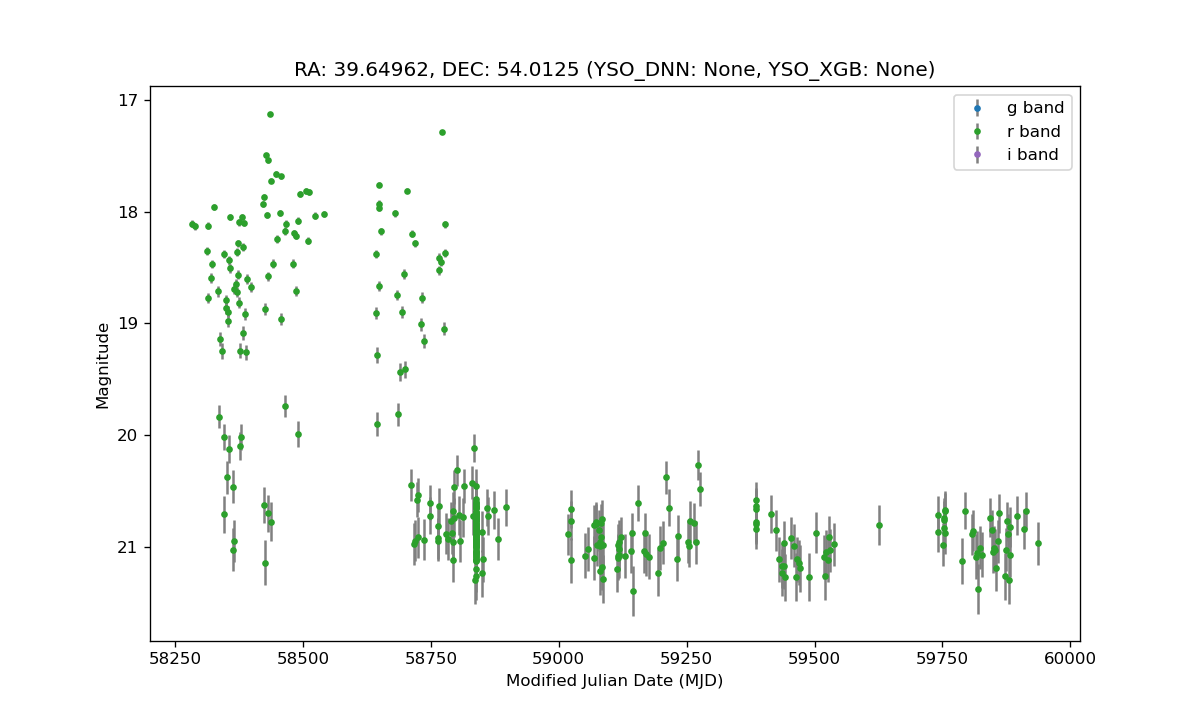 RA: 39.64962, DEC: 54.0125 (YSO_DNN: None, YSO_XGB: None)
g band
r band
i band
Magnitude
17
18
19
20
21
58250 58500 58750 59000 59250 59500 59750 60000
Modified Julian Date (MJD)